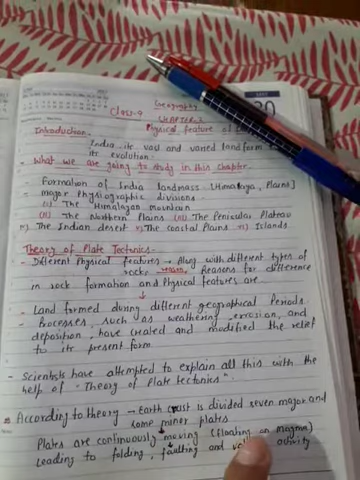 Geography
Class-9
CHAPTER-2
Physical feature of
Introduction
India its vast and varied landform and
its evolution.
- What we are going to study in this chapter
- Formation of India landmass [Himalaya, Plains]
- major Physiographic divisions -
(i) The Himalayan mountain
(ii) The Northern Plains (iii) The Penisular Plateau
The Indian desert v) The coastal Plains vi) Islands
Theory of Plate Tectonics-
- Different Physical features → Along with different types of
rocks Reasons for difference
in rock formation and Physical features are
↓
- Land formed during different geographical Periods
- Processes, such as weathering, errosion, and
deposition, have created and modified the relief
to its present form
- Scientists have attempted to explain all this with the
help of "Theory of Plate tectonics".
According to theory → Earth crust is divided seven major and
some miner plates
Plates are continuously moving (floating on magma)
Leading to folding, faulting and activity